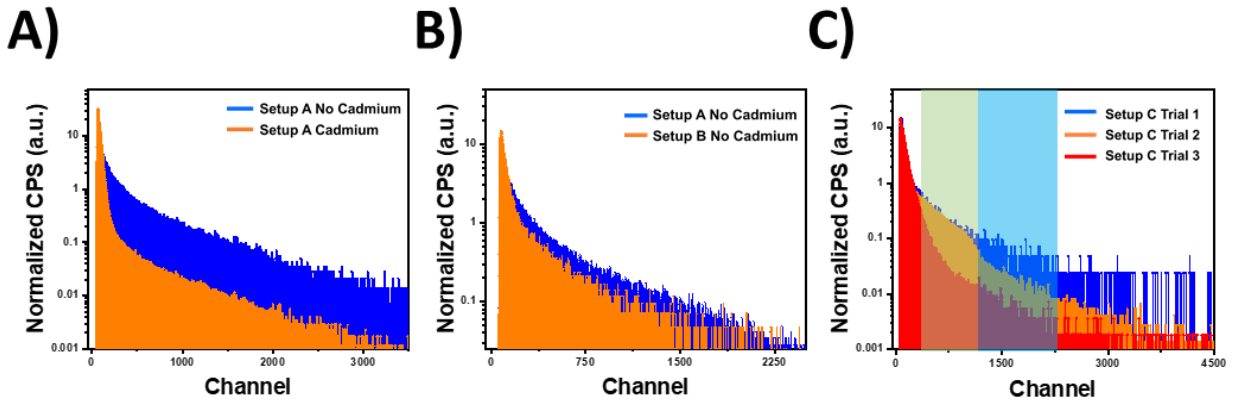 A)
B)
C)
Normalized CPS (a.u.)
10
1
0.1
0.01
0.001
Setup A No Cadmium
Setup A Cadmium
0
1000
2000
3000
Channel
Normalized CPS (a.u.)
10
1
0.1
Setup A No Cadmium
Setup B No Cadmium
0
750
1500
2250
Channel
Normalized CPS (a.u.)
10
1
0.1
0.01
0.001
Setup C Trial 1
Setup C Trial 2
Setup C Trial 3
0
1500
3000
4500
Channel